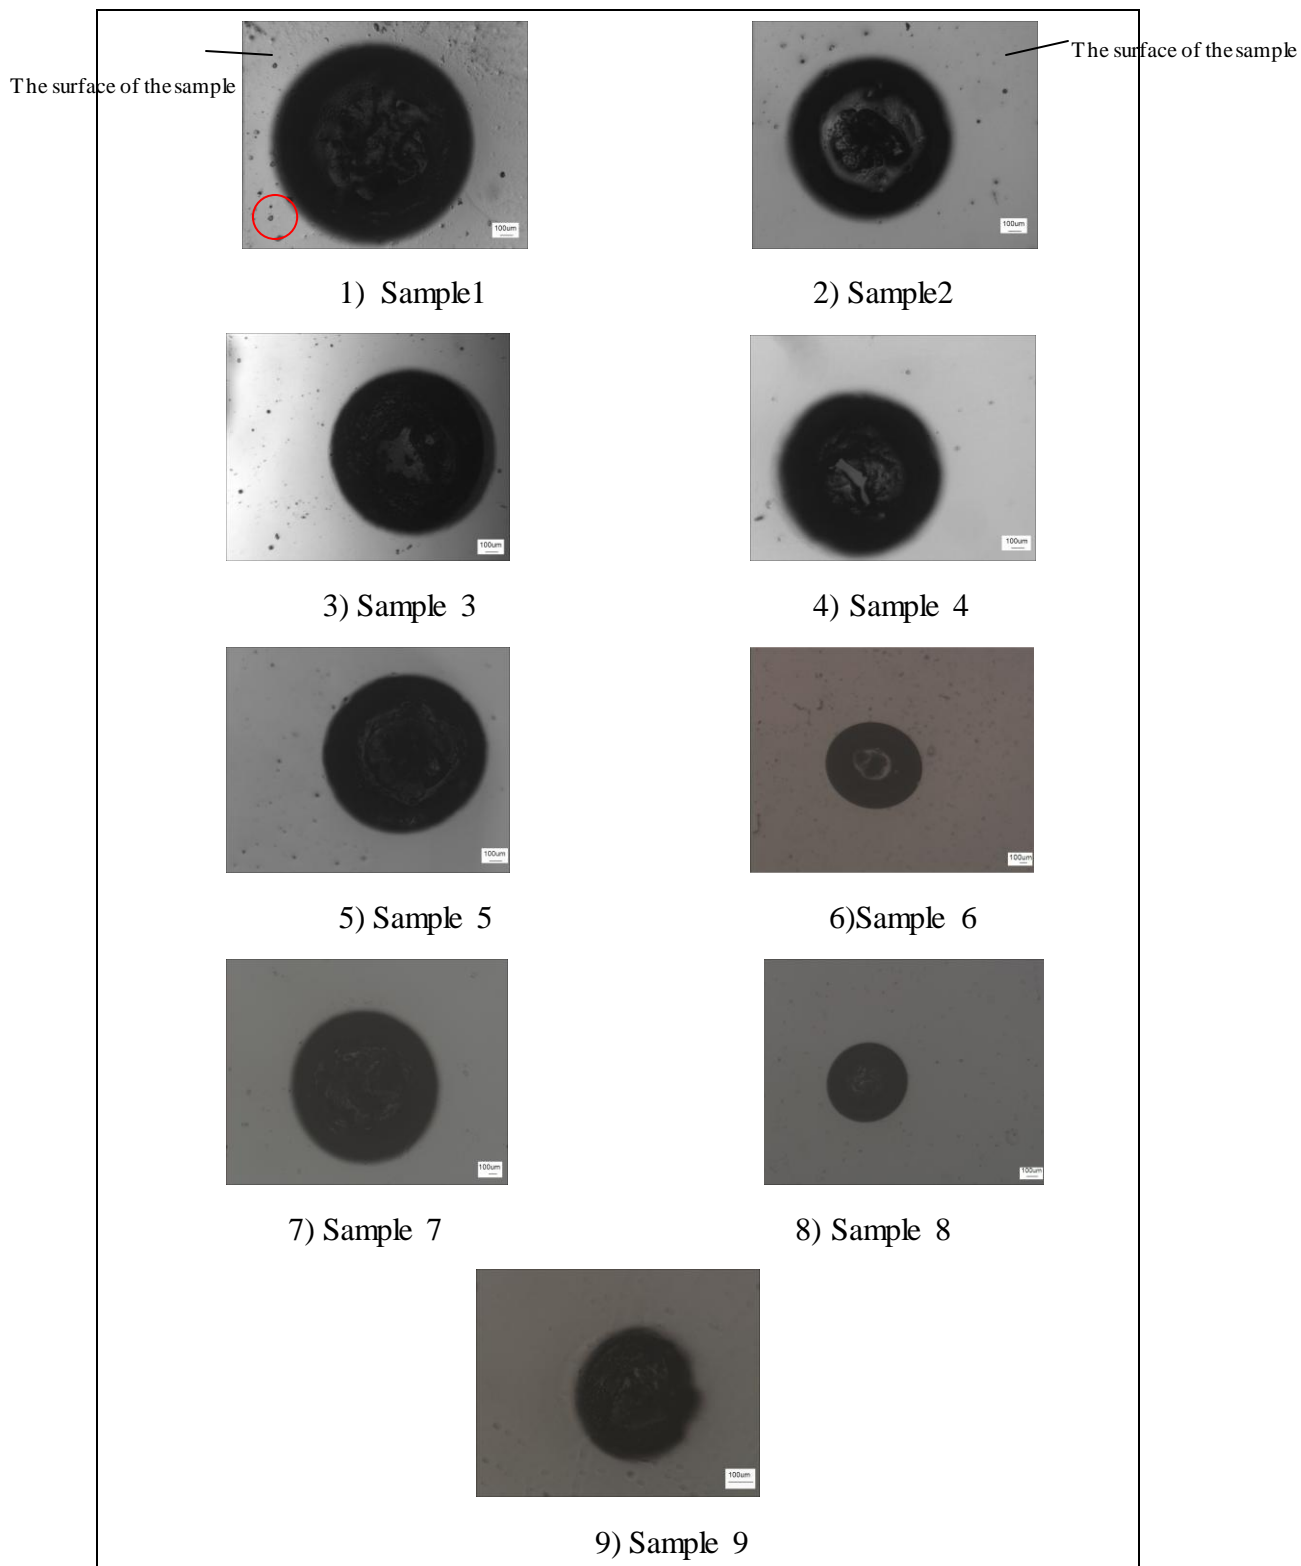 The surface of the sample
The surface of the sample
100um
100um
1) Sample1
2) Sample2
100um
100um
3) Sample 3
4) Sample 4
100um
100um
5) Sample 5
6)Sample 6
100um
100um
7) Sample 7
8) Sample 8
100um
9) Sample 9